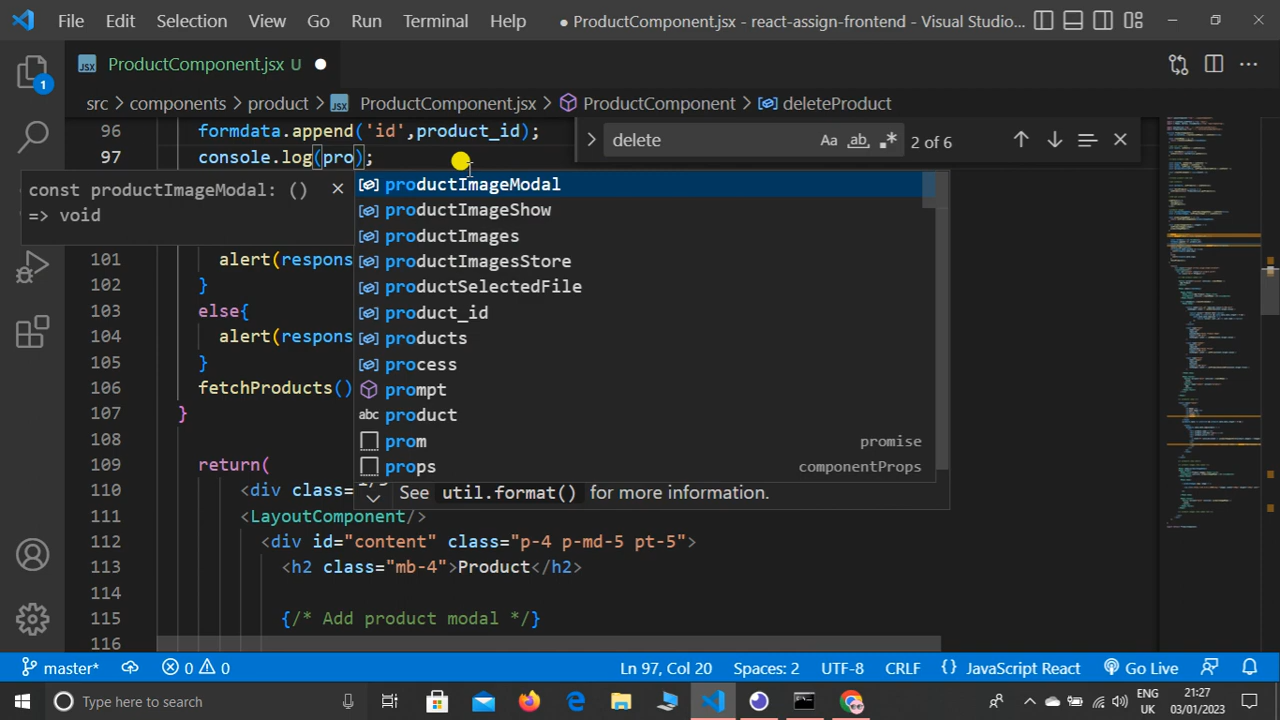 File Edit Selection View Go Run Terminal Help ● ProductComponent.jsx - react-assign-frontend - Visual Studio...
JSX ProductComponent.jsx U ●
src > components > product > JSX ProductComponent.jsx > ProductComponent > deleteProduct
1
96 formdata.append('id',product_id);
delete Aa ab .* 2 of 6
97 console.log(pro);
const productImageModal: ()
=> void
productImageModal
productImageShow
productImages
productImagesStore
productSelectedFile
product_id
products
process
prompt
abc product
prom promise
props componentProps
See util.format() for more information.
101 alert(respons
102 }
103 else{
104 alert(respons
105 }
106 fetchProducts()
107 }
108
109 return(
110 <div class=
111 <LayoutComponent/>
112 <div id="content" class="p-4 p-md-5 pt-5">
113 <h2 class="mb-4">Product</h2>
114
115 {/* Add product modal */}
116
master* 0 0 Ln 97, Col 20 Spaces: 2 UTF-8 CRLF {} JavaScript React Go Live
Type here to search
ENG
UK
21:27
03/01/2023